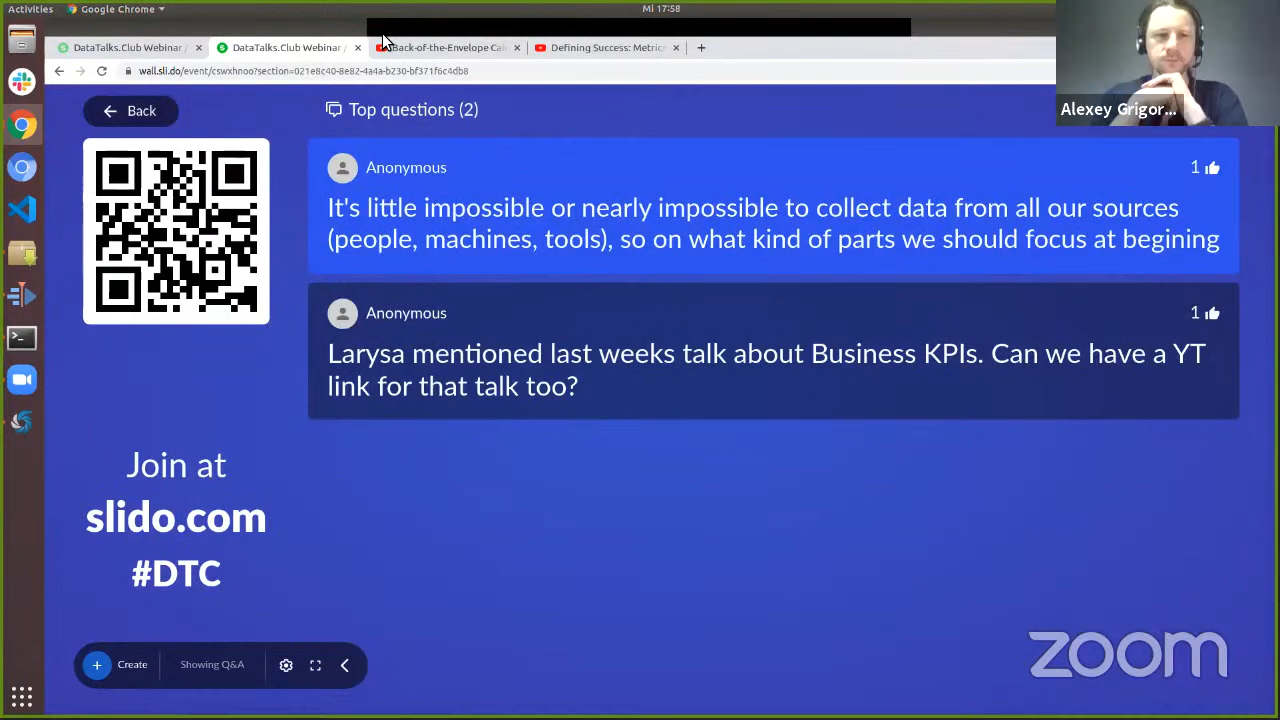 Activities
Google Chrome
Mi 17:58
DataTalks.Club Webinar /
DataTalks.Club Webinar /
Back-of-the-Envelope Cal
Defining Success: Metrics
wall.sli.do/event/cswxhnoo?section=021e8c40-8e82-4a4a-b230-bf371f6c4db8
Alexey Grigor...
Back
Top questions (2)
Anonymous
1
It's little impossible or nearly impossible to collect data from all our sources
(people, machines, tools), so on what kind of parts we should focus at begining
Anonymous
1
Larysa mentioned last weeks talk about Business KPIs. Can we have a YT
link for that talk too?
Join at
slido.com
#DTC
Create
Showing Q&A
zoom